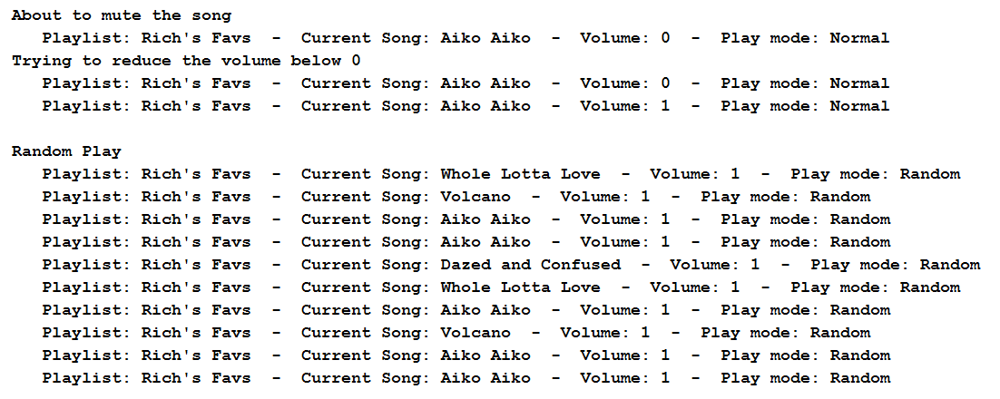 About to mute the song
   Playlist: Rich's Favs  -  Current Song: Aiko Aiko  -  Volume: 0  -  Play mode: Normal
Trying to reduce the volume below 0
   Playlist: Rich's Favs  -  Current Song: Aiko Aiko  -  Volume: 0  -  Play mode: Normal
   Playlist: Rich's Favs  -  Current Song: Aiko Aiko  -  Volume: 1  -  Play mode: Normal

Random Play
   Playlist: Rich's Favs  -  Current Song: Whole Lotta Love  -  Volume: 1  -  Play mode: Random
   Playlist: Rich's Favs  -  Current Song: Volcano  -  Volume: 1  -  Play mode: Random
   Playlist: Rich's Favs  -  Current Song: Aiko Aiko  -  Volume: 1  -  Play mode: Random
   Playlist: Rich's Favs  -  Current Song: Aiko Aiko  -  Volume: 1  -  Play mode: Random
   Playlist: Rich's Favs  -  Current Song: Dazed and Confused  -  Volume: 1  -  Play mode: Random
   Playlist: Rich's Favs  -  Current Song: Whole Lotta Love  -  Volume: 1  -  Play mode: Random
   Playlist: Rich's Favs  -  Current Song: Aiko Aiko  -  Volume: 1  -  Play mode: Random
   Playlist: Rich's Favs  -  Current Song: Volcano  -  Volume: 1  -  Play mode: Random
   Playlist: Rich's Favs  -  Current Song: Aiko Aiko  -  Volume: 1  -  Play mode: Random
   Playlist: Rich's Favs  -  Current Song: Aiko Aiko  -  Volume: 1  -  Play mode: Random